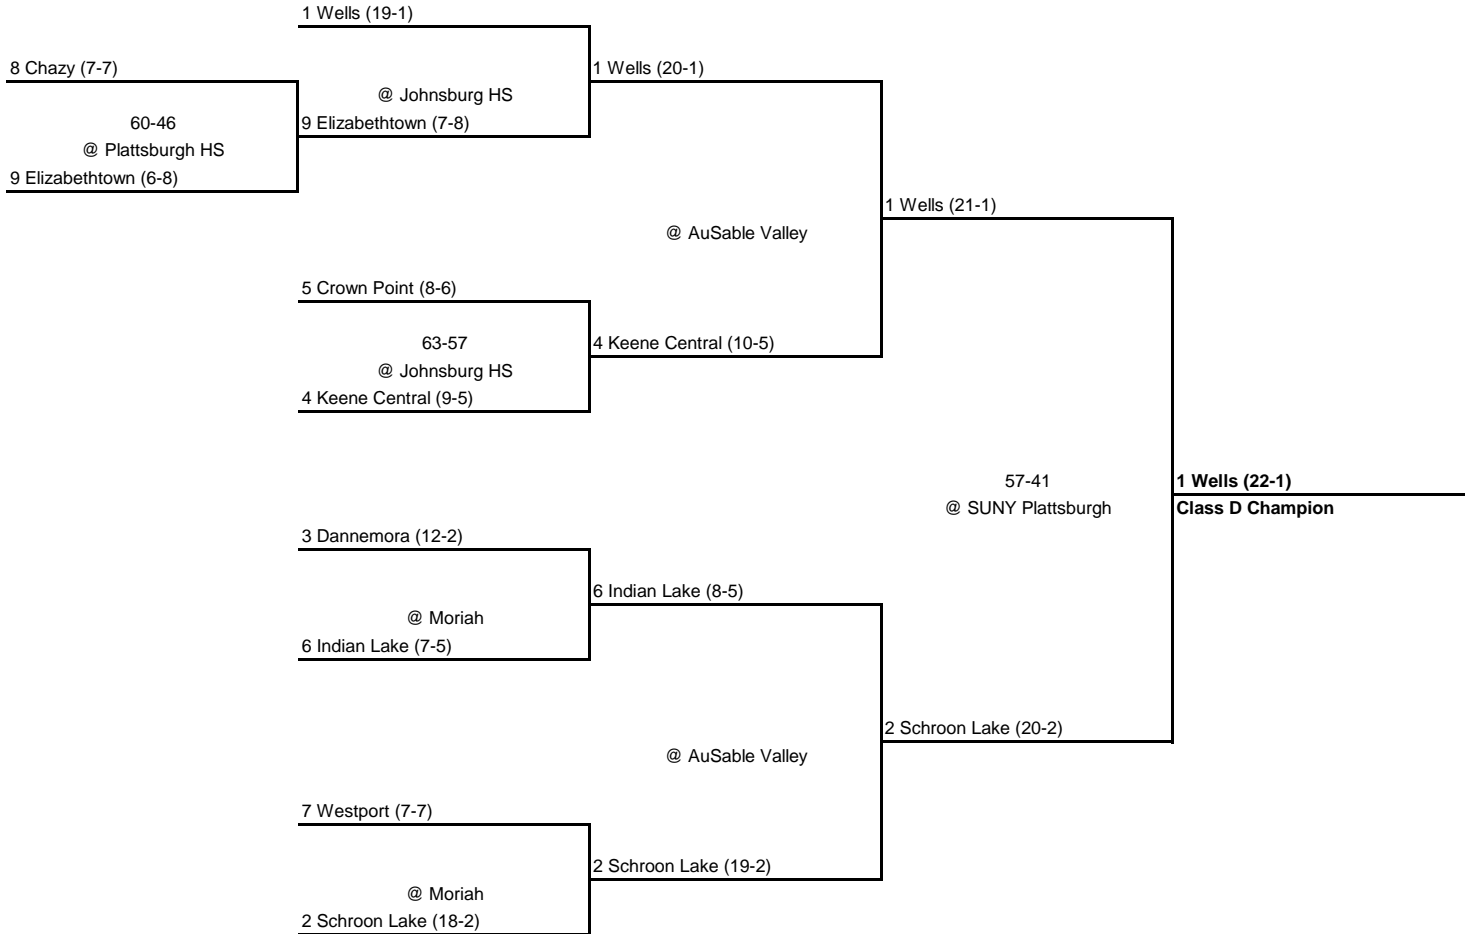 1 Wells (19-1)
8 Chazy (7-7)
1 Wells (20-1)
@ Johnsburg HS
60-46
9 Elizabethtown (7-8)
@ Plattsburgh HS
9 Elizabethtown (6-8)
1 Wells (21-1)
@ AuSable Valley
5 Crown Point (8-6)
63-57
4 Keene Central (10-5)
@ Johnsburg HS
4 Keene Central (9-5)
57-41
1 Wells (22-1)
@ SUNY Plattsburgh
Class D Champion
3 Dannemora (12-2)
6 Indian Lake (8-5)
@ Moriah
6 Indian Lake (7-5)
2 Schroon Lake (20-2)
@ AuSable Valley
7 Westport (7-7)
2 Schroon Lake (19-2)
@ Moriah
2 Schroon Lake (18-2)